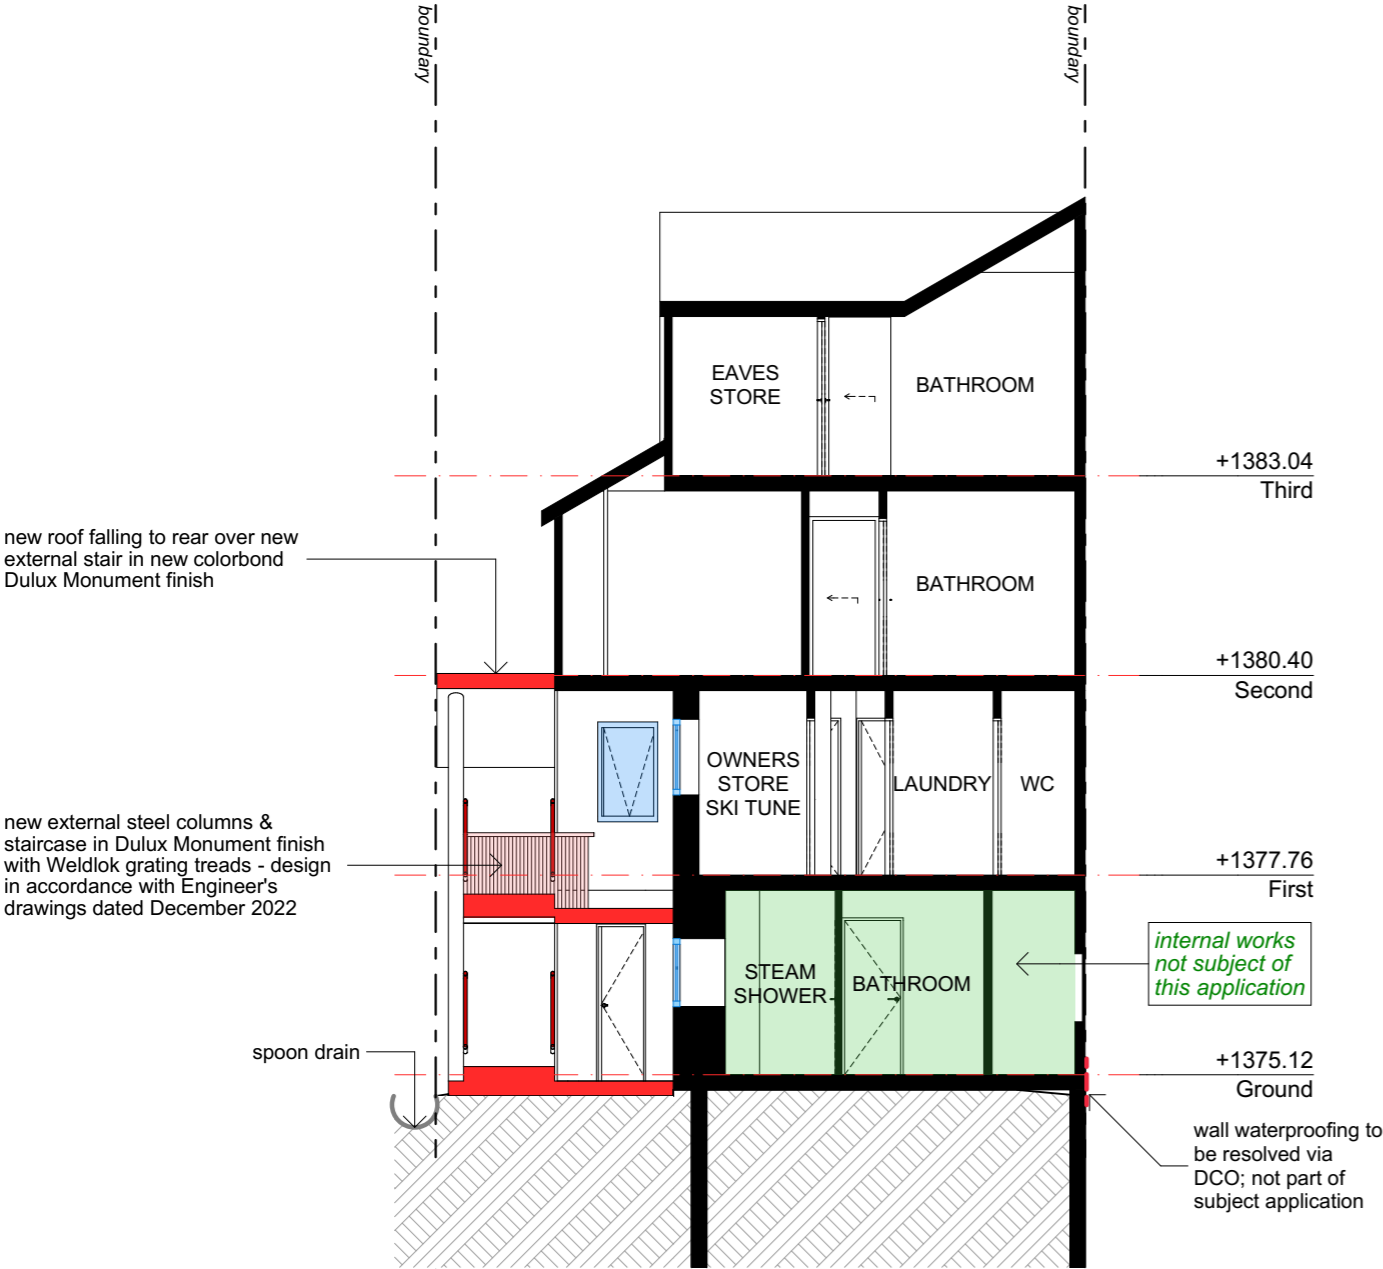 boundary
boundary
EAVES
STORE
BATHROOM
+1383.04
Third
new roof falling to rear over new
external stair in new colorbond
Dulux Monument finish
BATHROOM
+1380.40
Second
OWNERS
STORE
SKI TUNE
LAUNDRY
WC
new external steel columns &
staircase in Dulux Monument finish
with Weldlok grating treads - design
in accordance with Engineer's
drawings dated December 2022
+1377.76
First
internal works
not subject of
this application
STEAM
SHOWER
BATHROOM
spoon drain
+1375.12
Ground
wall waterproofing to
be resolved via
DCO; not part of
subject application